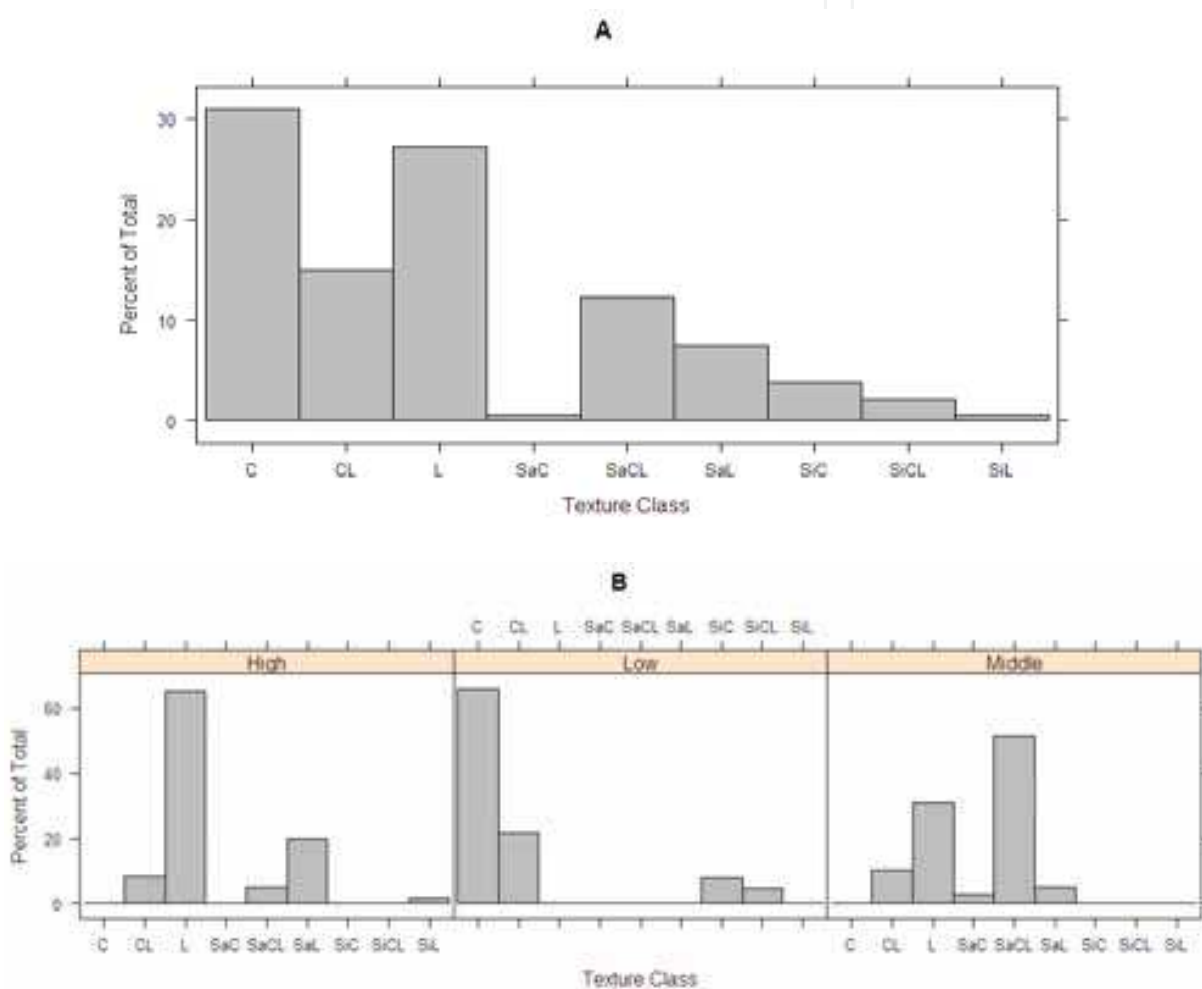 A
30
20
10
0
Percent of Total
C CL L SaC SaCL SaL SiC SiCL SiL
Texture Class
B
C CL L SaC SaCL SaL SiC SiCL SiL
High Low Middle
60
40
20
0
Percent of Total
C CL L SaC SaCL SaL SiC SiCL SiL C CL L SaC SaCL SaL SiC SiCL SiL
Texture Class